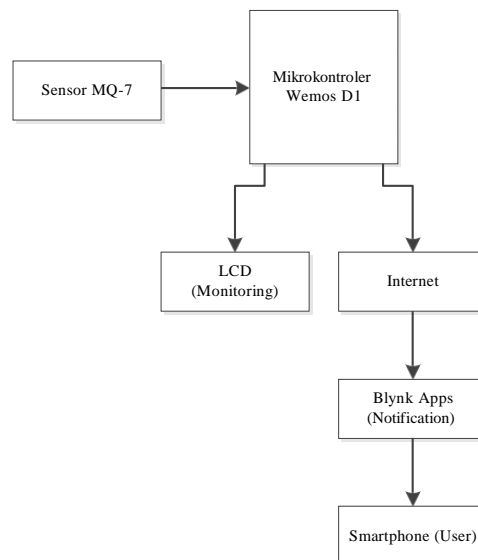 Sensor MQ-7
Mikrokontroler
Wemos D1
LCD
(Monitoring)
Internet
Blynk Apps
(Notification)
Smartphone (User)